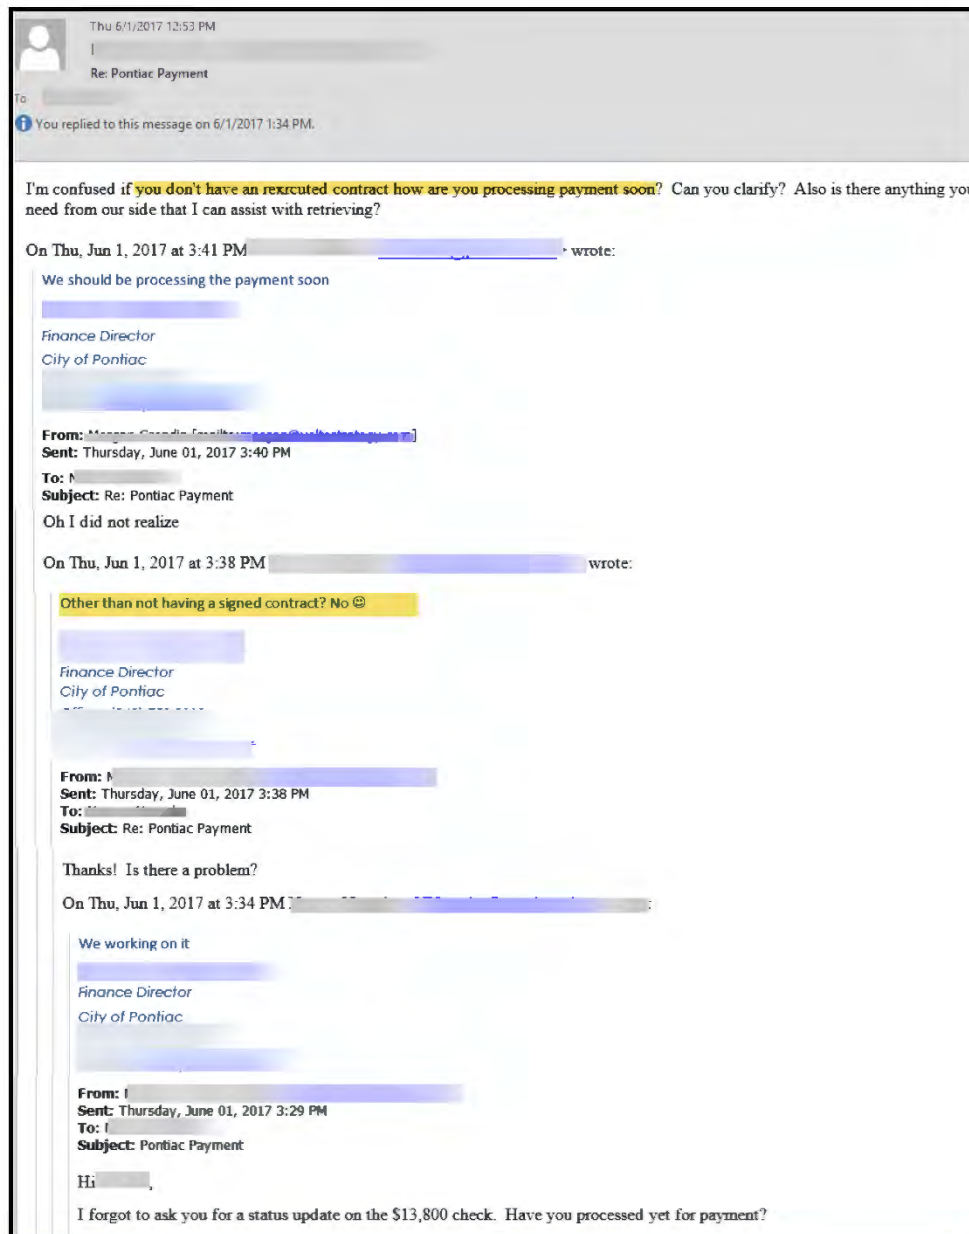 Thu 6/1/2017 12:53 PM
Re: Pontiac Payment
To
You replied to this message on 6/1/2017 1:34 PM.
I'm confused if you don't have an rexrcuted contract how are you processing payment soon?  Can you clarify?  Also is there anything you
need from our side that I can assist with retrieving?
On Thu, Jun 1, 2017 at 3:41 PM wrote:
We should be processing the payment soon
Finance Director
City of Pontiac
From:
Sent: Thursday, June 01, 2017 3:40 PM
To:
Subject: Re: Pontiac Payment
Oh I did not realize
On Thu, Jun 1, 2017 at 3:38 PM wrote:
Other than not having a signed contract? No ☺
Finance Director
City of Pontiac
From:
Sent: Thursday, June 01, 2017 3:38 PM
To:
Subject: Re: Pontiac Payment
Thanks!  Is there a problem?
On Thu, Jun 1, 2017 at 3:34 PM :
We working on it
Finance Director
City of Pontiac
From:
Sent: Thursday, June 01, 2017 3:29 PM
To:
Subject: Pontiac Payment
Hi ,
I forgot to ask you for a status update on the $13,800 check.  Have you processed yet for payment?